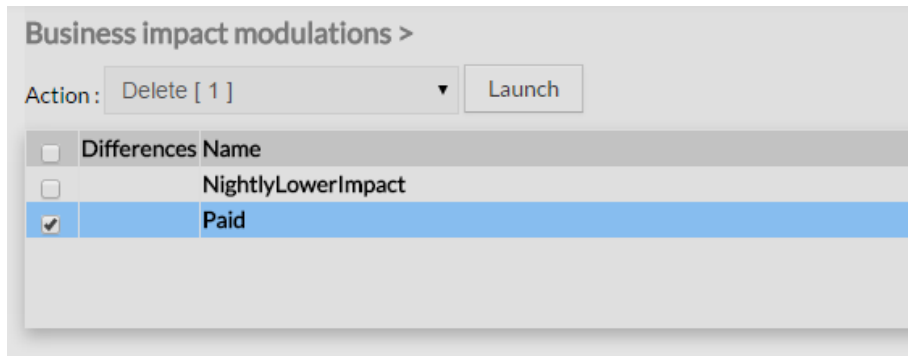 Business impact modulations >
Action : Delete [ 1 ] Launch
Differences Name
NightlyLowerImpact
Paid